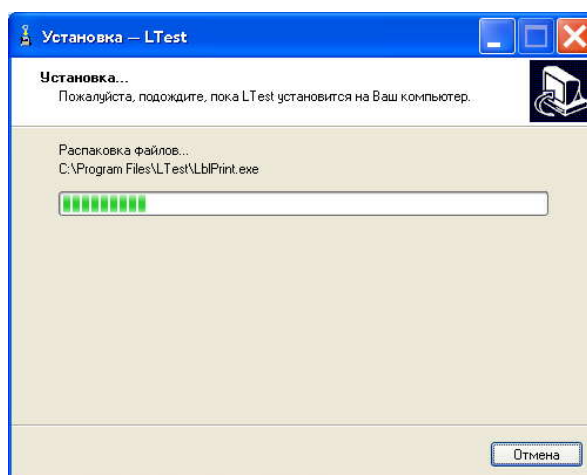 Установка — LTest
Установка...
Пожалуйста, подождите, пока LTest установится на Ваш компьютер.
Распаковка файлов...
C:\Program Files\LTest\LblPrint.exe
Отмена